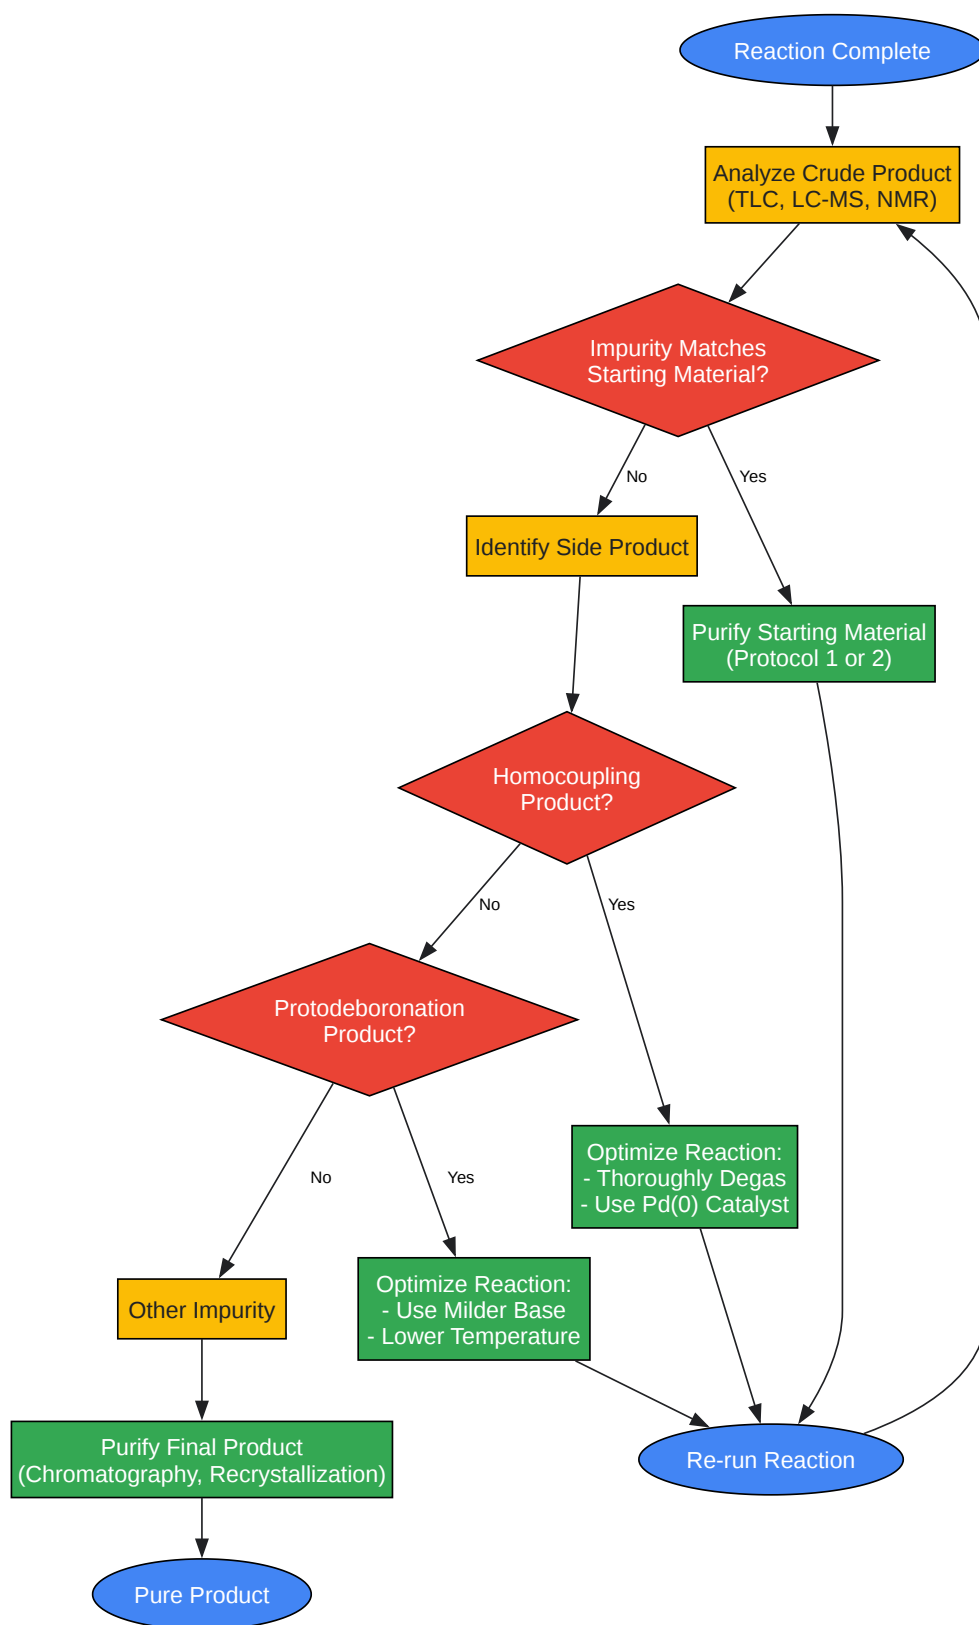 Reaction Complete
Analyze Crude Product
(TLC, LC-MS, NMR)
Impurity Matches
Starting Material?
No
Yes
Identify Side Product
Purify Starting Material
(Protocol 1 or 2)
Homocoupling
Product?
No
Yes
Protodeboronation
Product?
No
Yes
Optimize Reaction:
- Thoroughly Degas
- Use Pd(0) Catalyst
Optimize Reaction:
- Use Milder Base
- Lower Temperature
Other Impurity
Purify Final Product
(Chromatography, Recrystallization)
Re-run Reaction
Pure Product